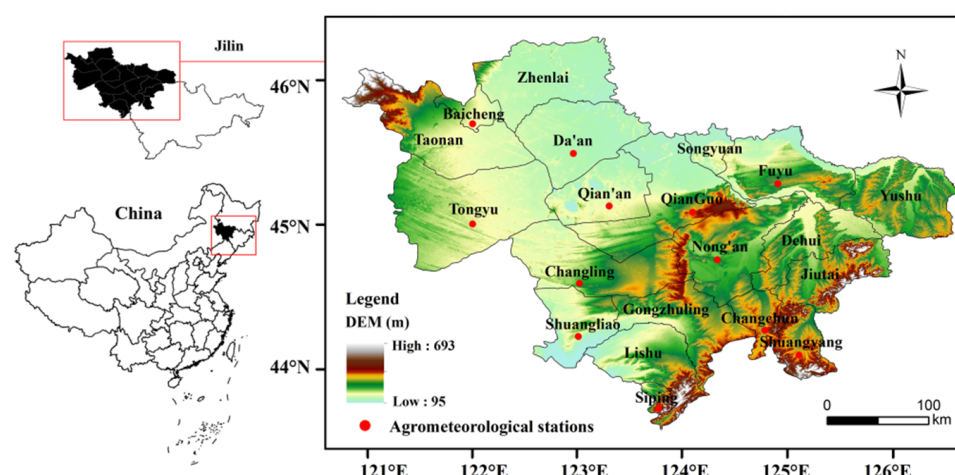 Jilin
China
N
46°N
45°N
44°N
Zhenlai
Baicheng
Taonan
Da'an
Songyuan
Fuyu
Qian'an
QianGuo
Yushu
Tongyu
Nong'an
Dehui
Changling
Jiutai
Gongzhuling
Changchun
Shuangliao
Shuangyang
Lishu
Siping
Legend
DEM (m)
High : 693
Low : 95
Agrometeorological stations
0 100
km
121°E 122°E 123°E 124°E 125°E 126°E